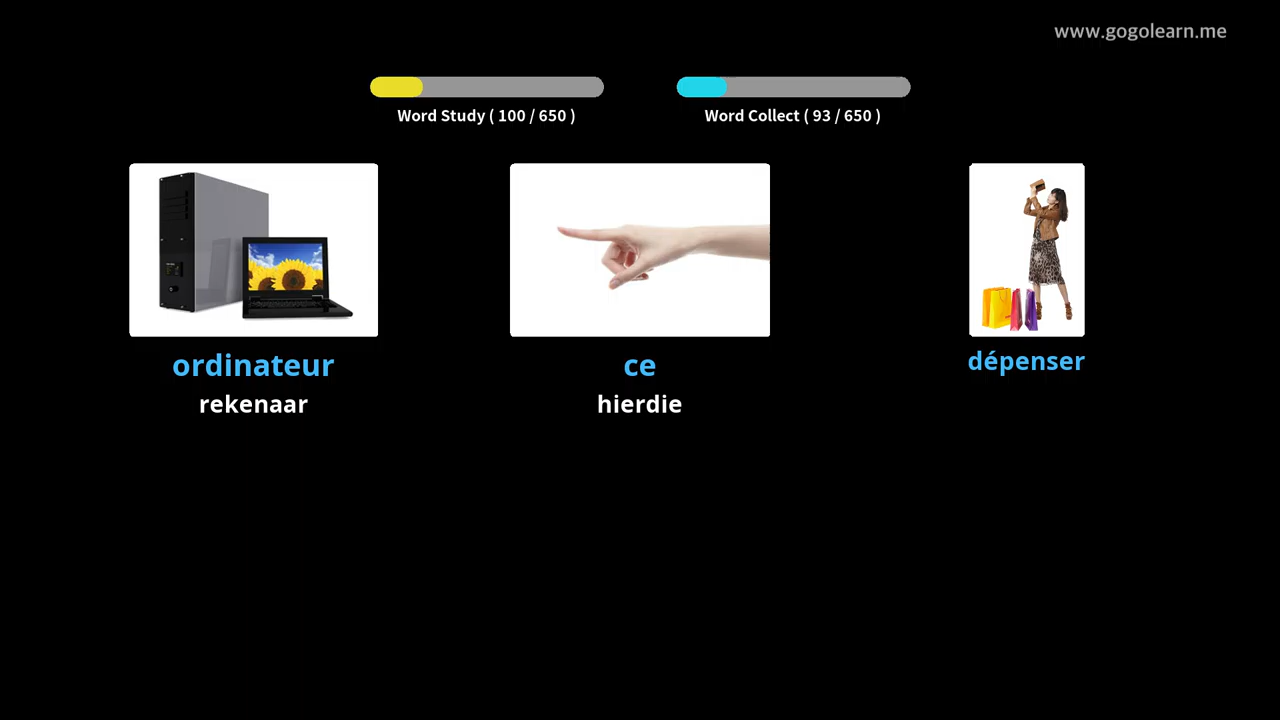 www.gogolearn.me
Word Study ( 100 / 650 )
Word Collect ( 93 / 650 )
ordinateur
rekenaar
ce
hierdie
dépenser